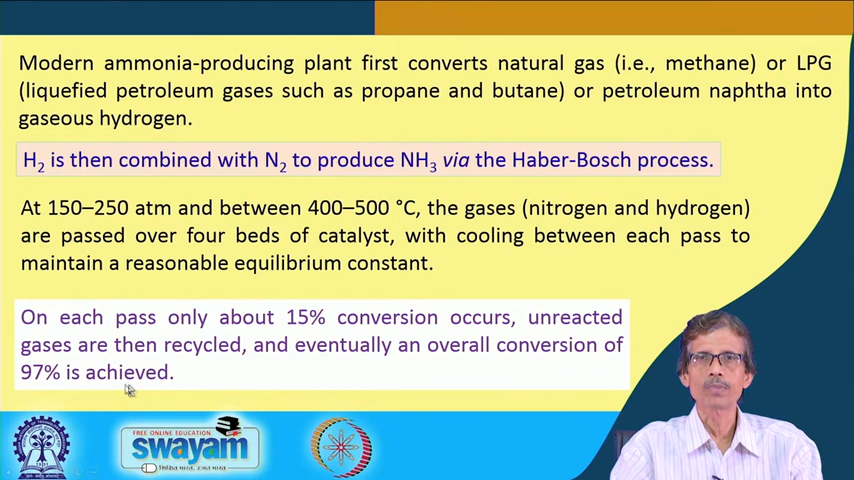 Modern ammonia-producing plant first converts natural gas (i.e., methane) or LPG
(liquefied petroleum gases such as propane and butane) or petroleum naphtha into
gaseous hydrogen.
H₂ is then combined with N₂ to produce NH₃ via the Haber-Bosch process.
At 150–250 atm and between 400–500 °C, the gases (nitrogen and hydrogen)
are passed over four beds of catalyst, with cooling between each pass to
maintain a reasonable equilibrium constant.
On each pass only about 15% conversion occurs, unreacted
gases are then recycled, and eventually an overall conversion of
97% is achieved.
FREE ONLINE EDUCATION
swayam